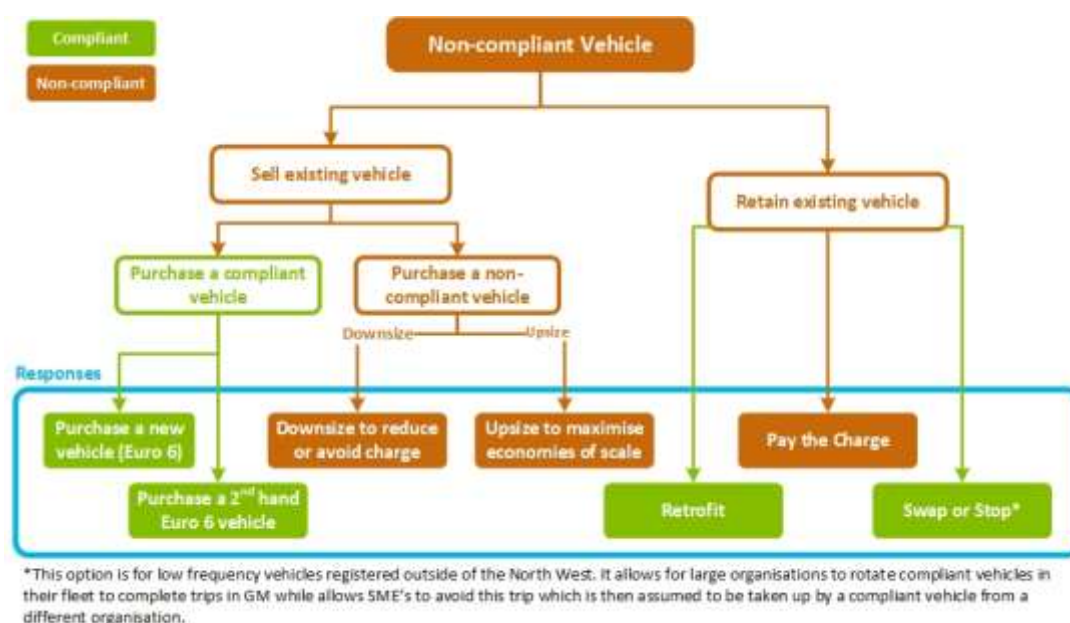 Compliant
Non-compliant
Non-compliant Vehicle
Sell existing vehicle
Retain existing vehicle
Purchase a compliant
vehicle
Purchase a non-
compliant vehicle
Downsize
Upsize
Responses
Purchase a new
vehicle (Euro 6)
Downsize to reduce
or avoid charge
Upsize to maximise
economies of scale
Pay the Charge
Purchase a 2nd hand
Euro 6 vehicle
Retrofit
Swap or Stop*
*This option is for low frequency vehicles registered outside of the North West. It allows for large organisations to rotate compliant vehicles in
their fleet to complete trips in GM while allows SME's to avoid this trip which is then assumed to be taken up by a compliant vehicle from a
different organisation.